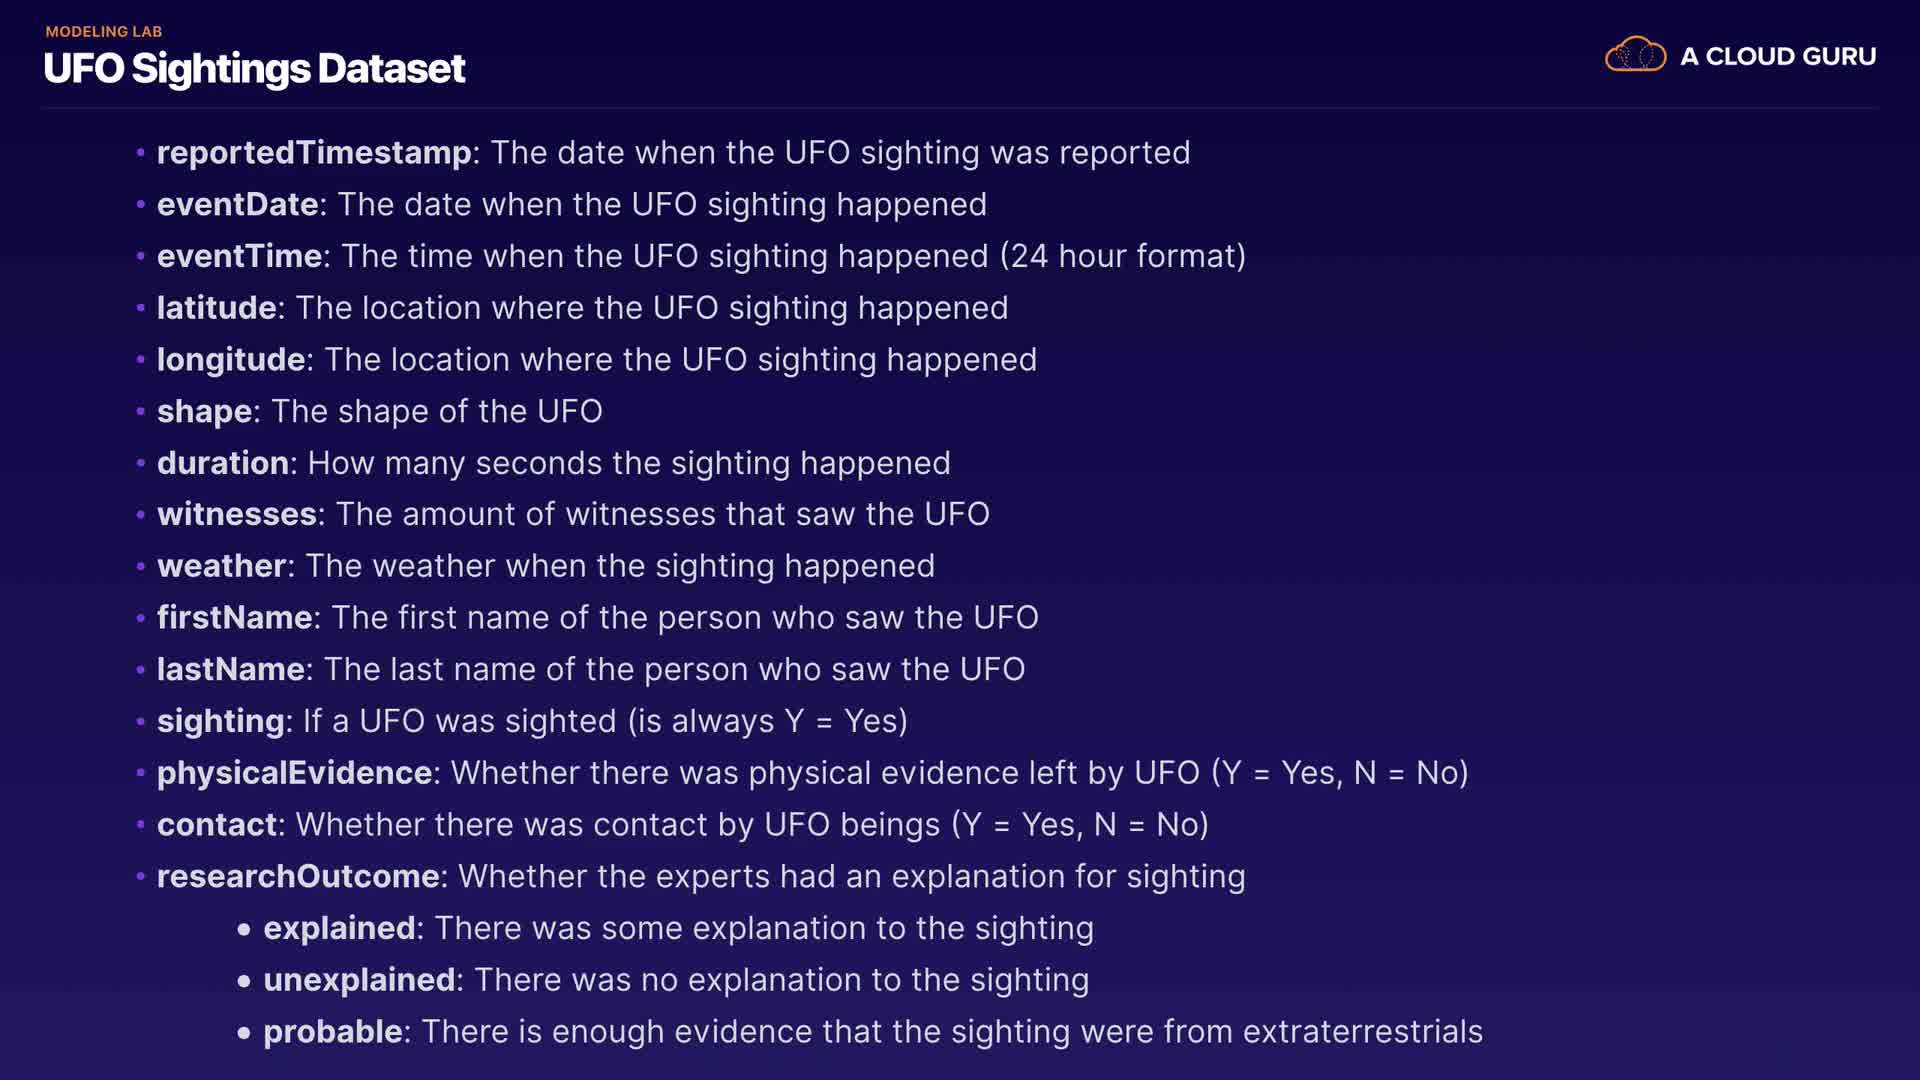 MODELING LAB
UFO Sightings Dataset
A CLOUD GURU
• reportedTimestamp: The date when the UFO sighting was reported
• eventDate: The date when the UFO sighting happened
• eventTime: The time when the UFO sighting happened (24 hour format)
• latitude: The location where the UFO sighting happened
• longitude: The location where the UFO sighting happened
• shape: The shape of the UFO
• duration: How many seconds the sighting happened
• witnesses: The amount of witnesses that saw the UFO
• weather: The weather when the sighting happened
• firstName: The first name of the person who saw the UFO
• lastName: The last name of the person who saw the UFO
• sighting: If a UFO was sighted (is always Y = Yes)
• physicalEvidence: Whether there was physical evidence left by UFO (Y = Yes, N = No)
• contact: Whether there was contact by UFO beings (Y = Yes, N = No)
• researchOutcome: Whether the experts had an explanation for sighting
• explained: There was some explanation to the sighting
• unexplained: There was no explanation to the sighting
• probable: There is enough evidence that the sighting were from extraterrestrials